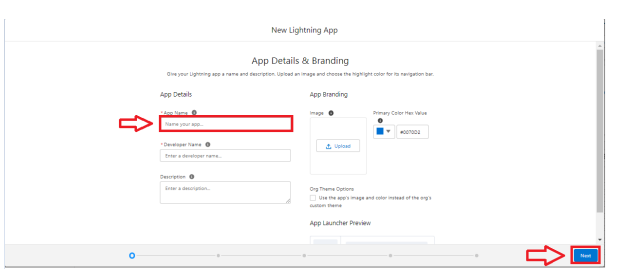 New Lightning App
App Details & Branding
Give your Lightning app a name and description. Upload an image and choose the highlight color for its navigation bar.
App Details
App Branding
* App Name
Name your app...
* Developer Name
Enter a developer name...
Description
Enter a description...
Image
Primary Color Hex Value
Upload
#0070D2
Org Theme Options
Use the app's image and color instead of the org's
custom theme
App Launcher Preview
Next